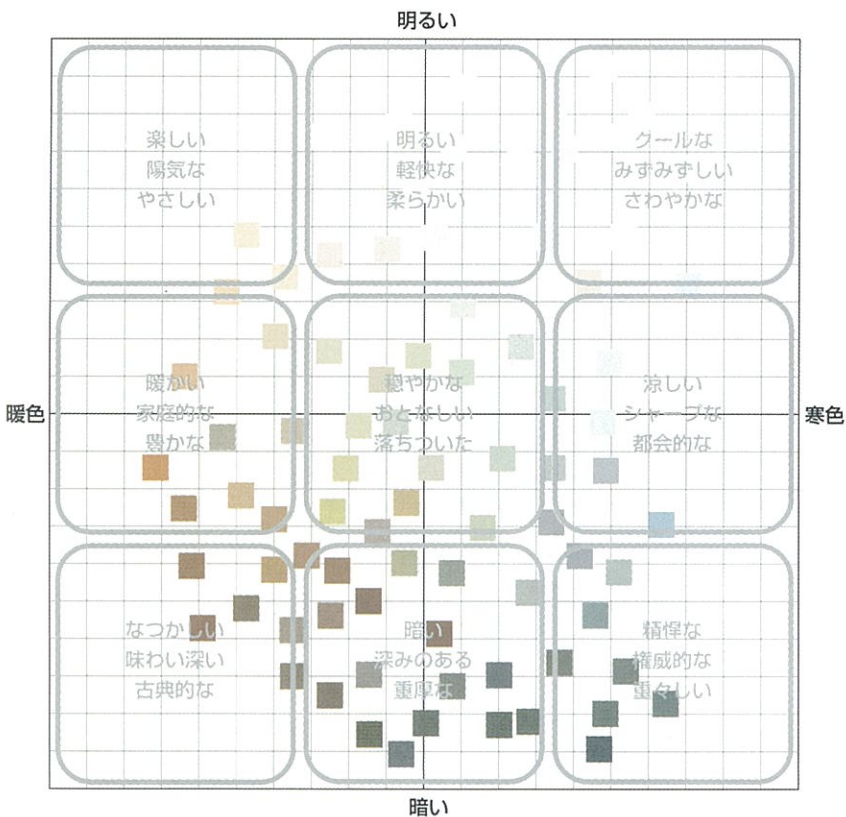 明るい
楽しい
陽気な
やさしい
明るい
軽快な
柔らかい
クールな
みずみずしい
さわやかな
暖色
暖かい
家庭的な
豊かな
穏やかな
おとなしい
落ちついた
涼しい
シャープな
都会的な
寒色
なつかしい
味わい深い
古典的な
暗い
深みのある
重厚な
精悍な
権威的な
重々しい
暗い